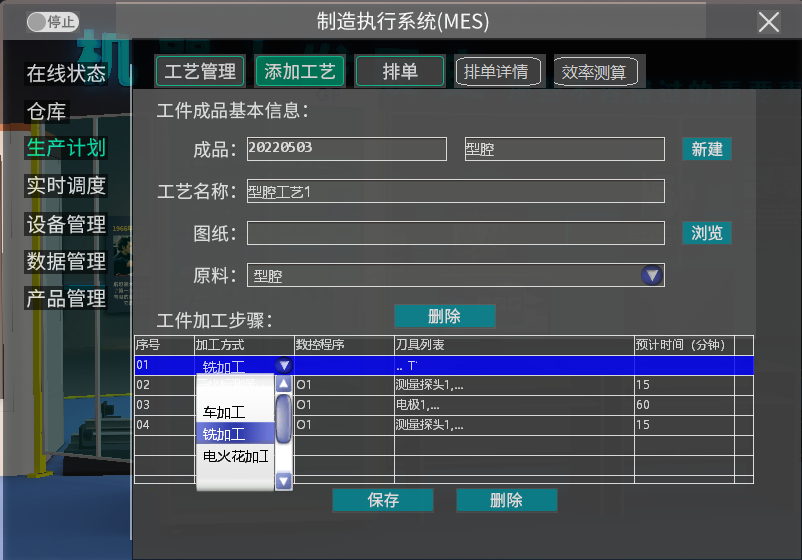 停止
制造执行系统(MES)
在线状态
仓库
生产计划
实时调度
设备管理
数据管理
产品管理
工艺管理 添加工艺 排单 排单详情 效率测算
工件成品基本信息：
成品： 20220503 型腔 新建
工艺名称： 型腔工艺1
图纸： 浏览
原料： 型腔
工件加工步骤： 删除
序号 加工方式 数控程序 刀具列表 预计时间（分钟）
01 铣加工 .. T
02 O1 测量探头1,... 15
03 O1 电极1,... 60
04 O1 测量探头1,... 15
车加工
铣加工
电火花加工
保存 删除